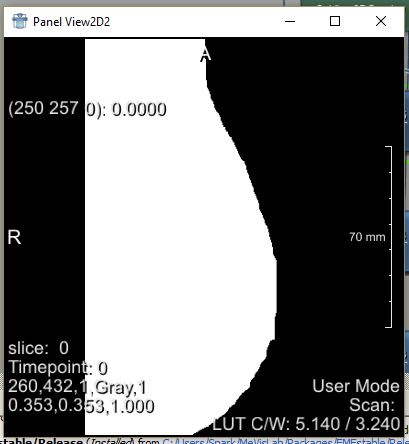 Panel View2D2
A
(250 257 0): 0.0000
R
70 mm
slice: 0
Timepoint: 0
260,432,1,Gray,1
0.353,0.353,1.000
User Mode
Scan:
LUT C/W: 5.140 / 3.240
stable/Release (Installed) from C:/Users/Spark/MeVisLab/Packages/FMEstable/Rele